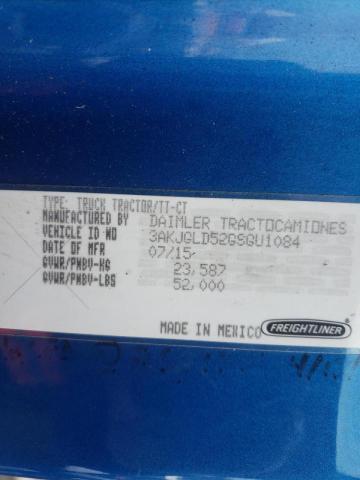 TYPE: TRUCK TRACTOR/TT-CT
MANUFACTURED BY DAIMLER TRACTOCAMIONES
VEHICLE ID NO 3AKJGLD52GSGU1084
DATE OF MFR 07/15
GVWR/PNBV-KG 23,587
GVWR/PNBV-LBS 52,000
MADE IN MEXICO FREIGHTLINER